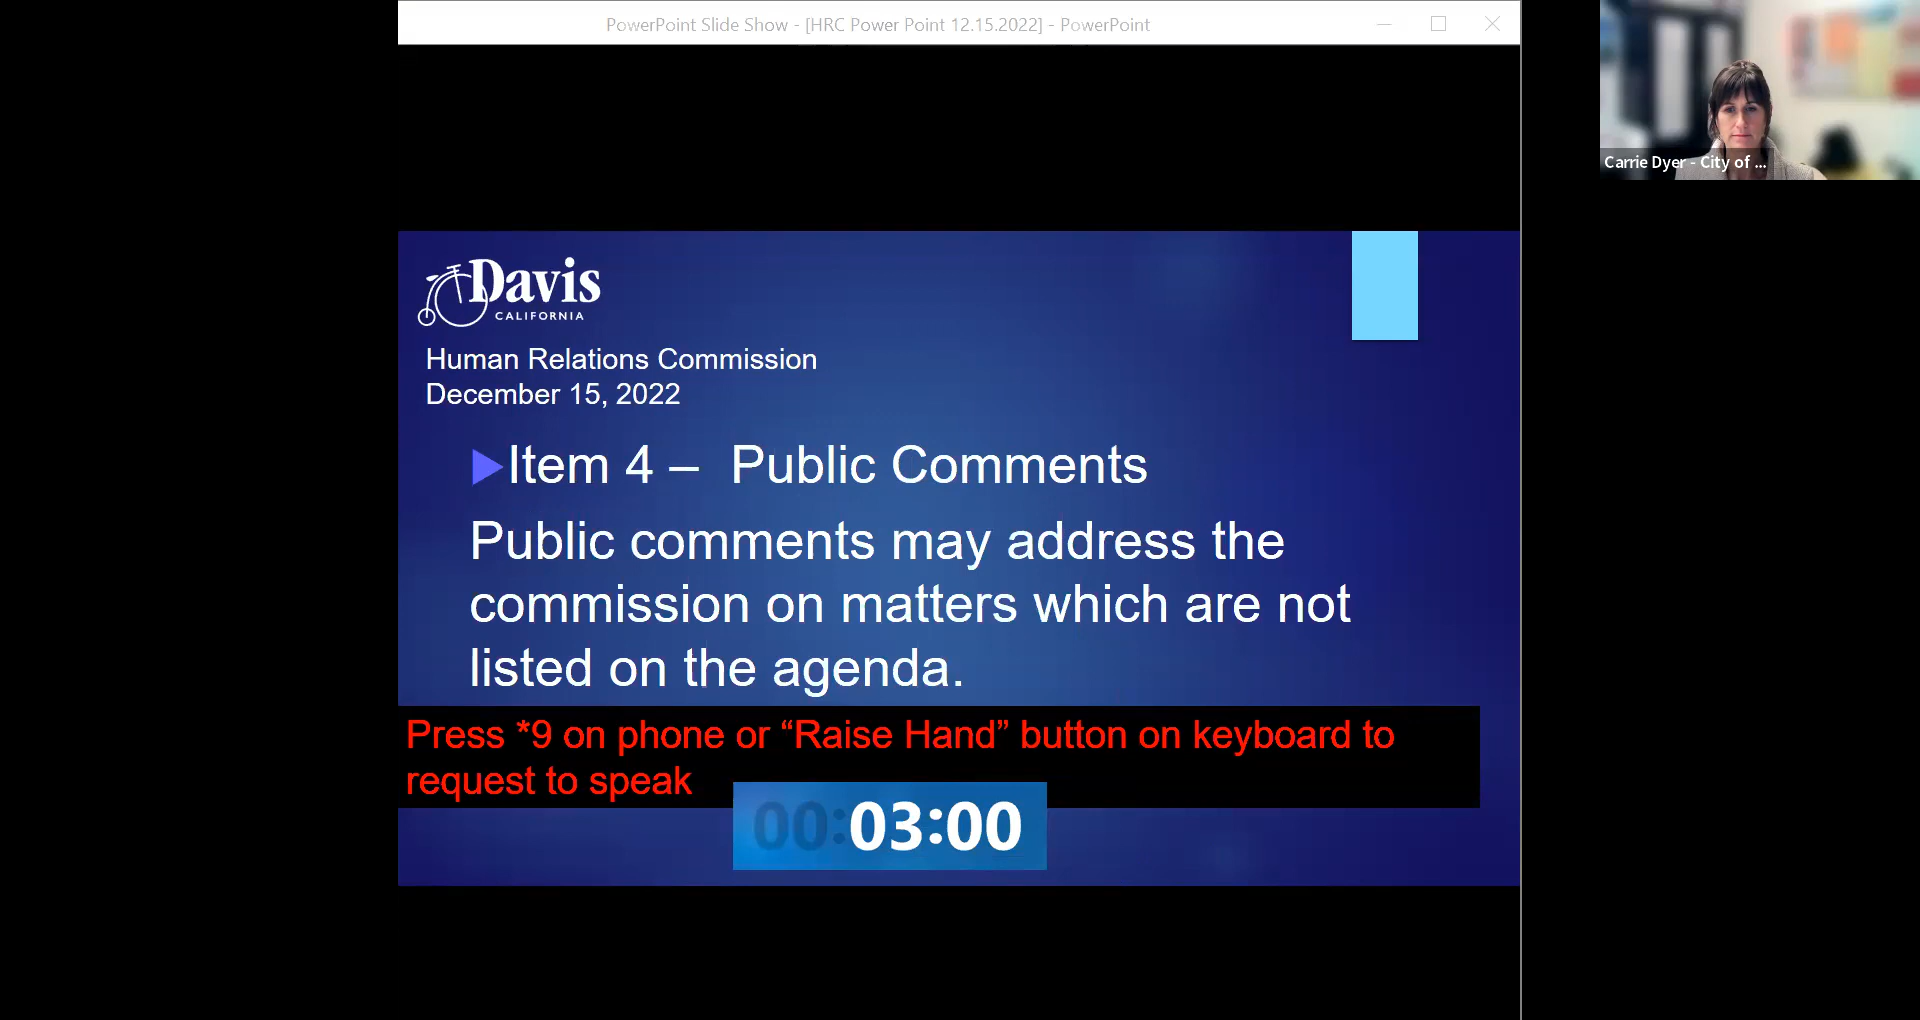 PowerPoint Slide Show - [HRC Power Point 12.15.2022] - PowerPoint
Carrie Dyer - City of ...
Davis
CALIFORNIA
Human Relations Commission
December 15, 2022
Item 4 – Public Comments
Public comments may address the
commission on matters which are not
listed on the agenda.
Press *9 on phone or “Raise Hand” button on keyboard to
request to speak
00:03:00